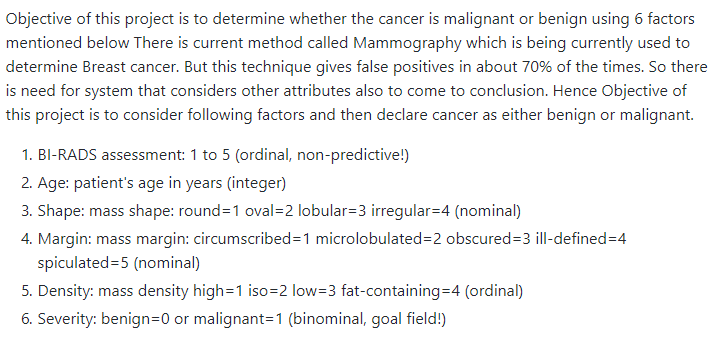 Objective of this project is to determine whether the cancer is malignant or benign using 6 factors
mentioned below There is current method called Mammography which is being currently used to
determine Breast cancer. But this technique gives false positives in about 70% of the times. So there
is need for system that considers other attributes also to come to conclusion. Hence Objective of
this project is to consider following factors and then declare cancer as either benign or malignant.
1. BI-RADS assessment: 1 to 5 (ordinal, non-predictive!)
2. Age: patient's age in years (integer)
3. Shape: mass shape: round=1 oval=2 lobular=3 irregular=4 (nominal)
4. Margin: mass margin: circumscribed=1 microlobulated=2 obscured=3 ill-defined=4
spiculated=5 (nominal)
5. Density: mass density high=1 iso=2 low=3 fat-containing=4 (ordinal)
6. Severity: benign=0 or malignant=1 (binominal, goal field!)